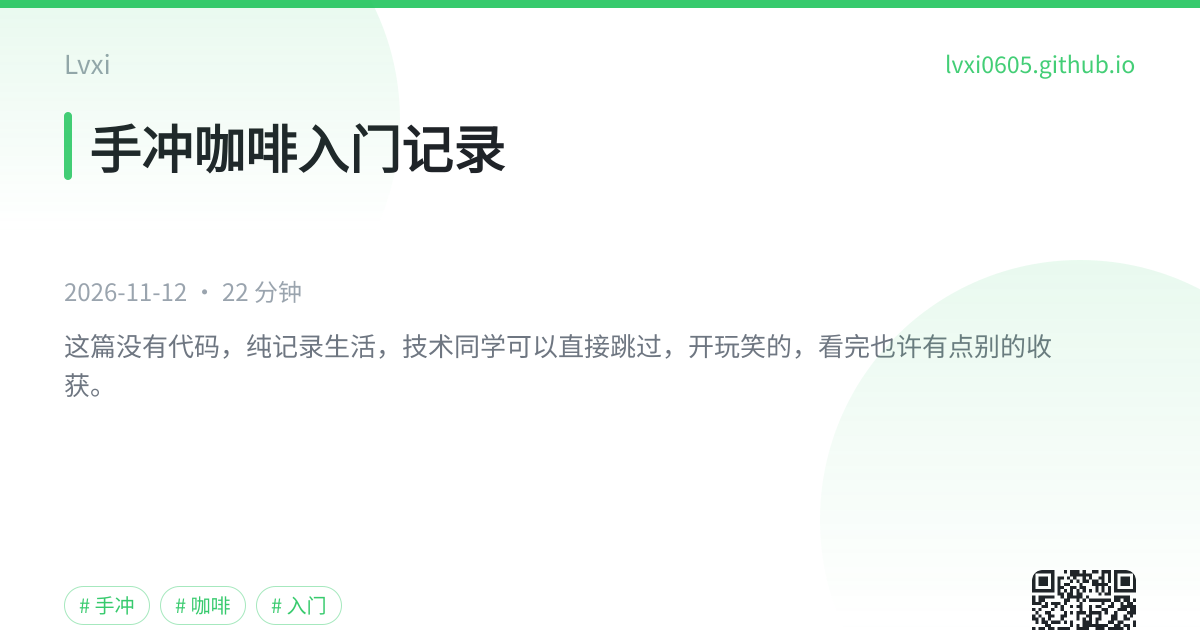 Lvxi
lvxi0605.github.io
手冲咖啡入门记录
2026-11-12 · 22 分钟
这篇没有代码，纯记录生活，技术同学可以直接跳过，开玩笑的，看完也许有点别的收
获。
# 手冲
# 咖啡
# 入门